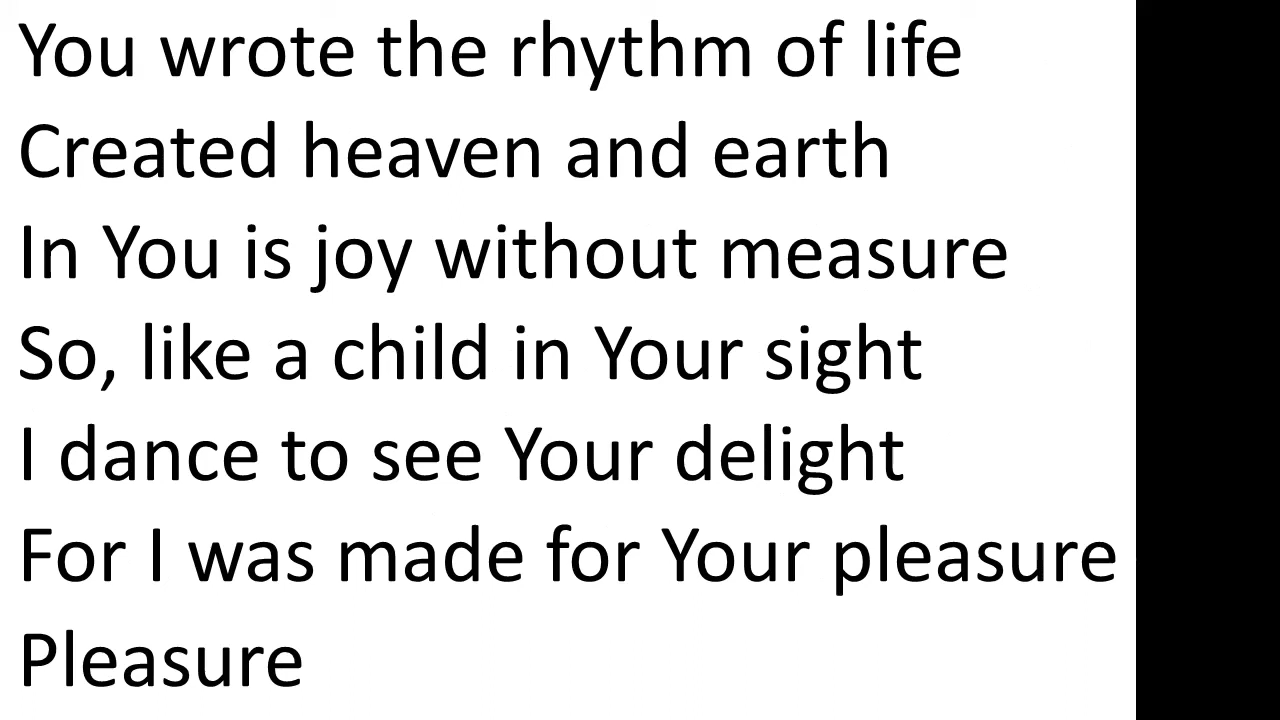 You wrote the rhythm of life
Created heaven and earth
In You is joy without measure
So, like a child in Your sight
I dance to see Your delight
For I was made for Your pleasure
Pleasure